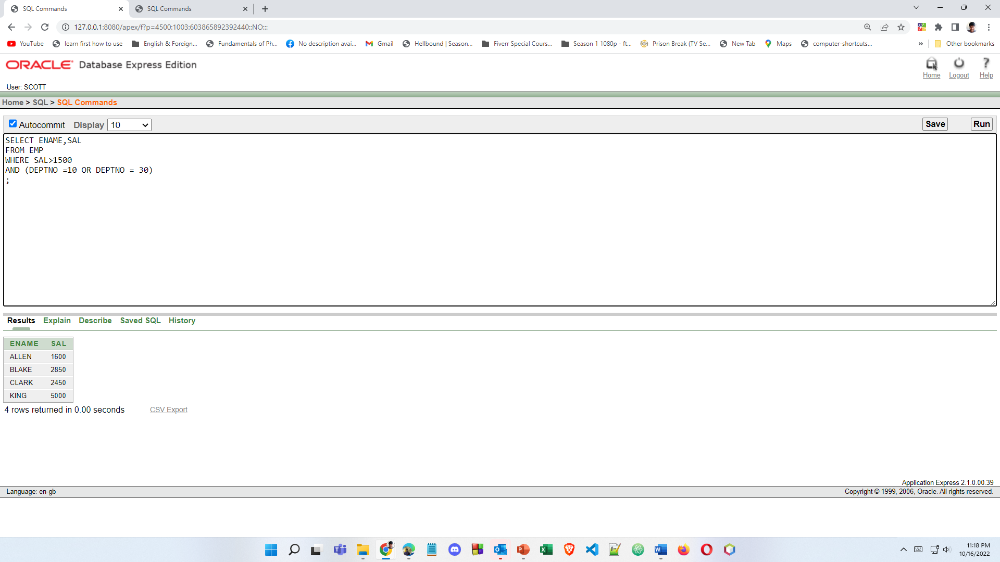 SQL Commands
SQL Commands
127.0.0.1:8080/apex/f?p=4500:1003:603865892392440::NO:::
YouTube
learn first how to use
English & Foreign...
Fundamentals of Ph...
No description avai...
Gmail
Hellbound | Season...
Fiverr Special Cours...
Season 1 1080p - ft...
Prison Break (TV Se...
New Tab
Maps
computer-shortcuts...
»
Other bookmarks
ORACLE Database Express Edition
Home
Logout
Help
User: SCOTT
Home > SQL > SQL Commands
Autocommit Display 10
Save
Run
SELECT ENAME,SAL
FROM EMP
WHERE SAL>1500
AND (DEPTNO =10 OR DEPTNO = 30)
;
Results Explain Describe Saved SQL History
ENAME SAL
ALLEN 1600
BLAKE 2850
CLARK 2450
KING 5000
4 rows returned in 0.00 seconds CSV Export
Application Express 2.1.0.00.39
Language: en-gb
Copyright © 1999, 2006, Oracle. All rights reserved.
11:18 PM
10/16/2022